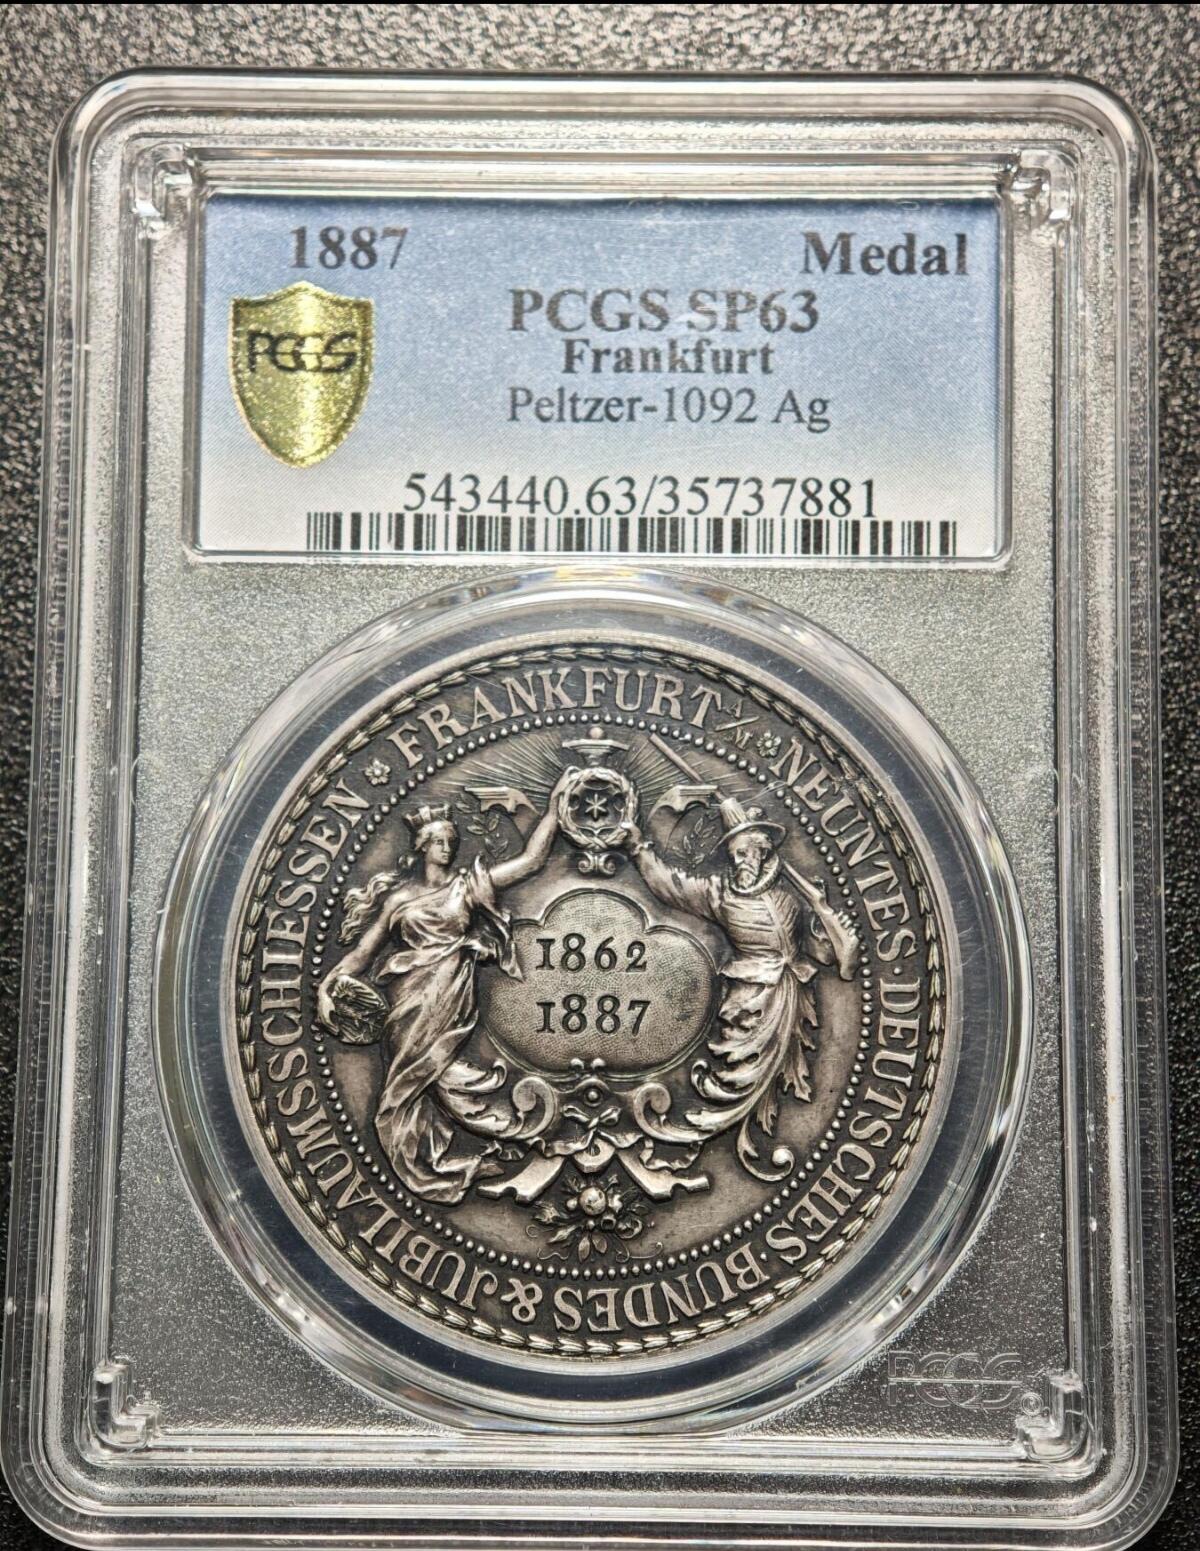 1887 Medal
PCGS SP63
PCGS
Frankfurt
Peltzer-1092 Ag
543440.63/35737881
FRANKFURT A/M NEUNTES · DEUTSCHES · BUNDES & JUBILAUMSSCHIESSEN
1862
1887
PCGS